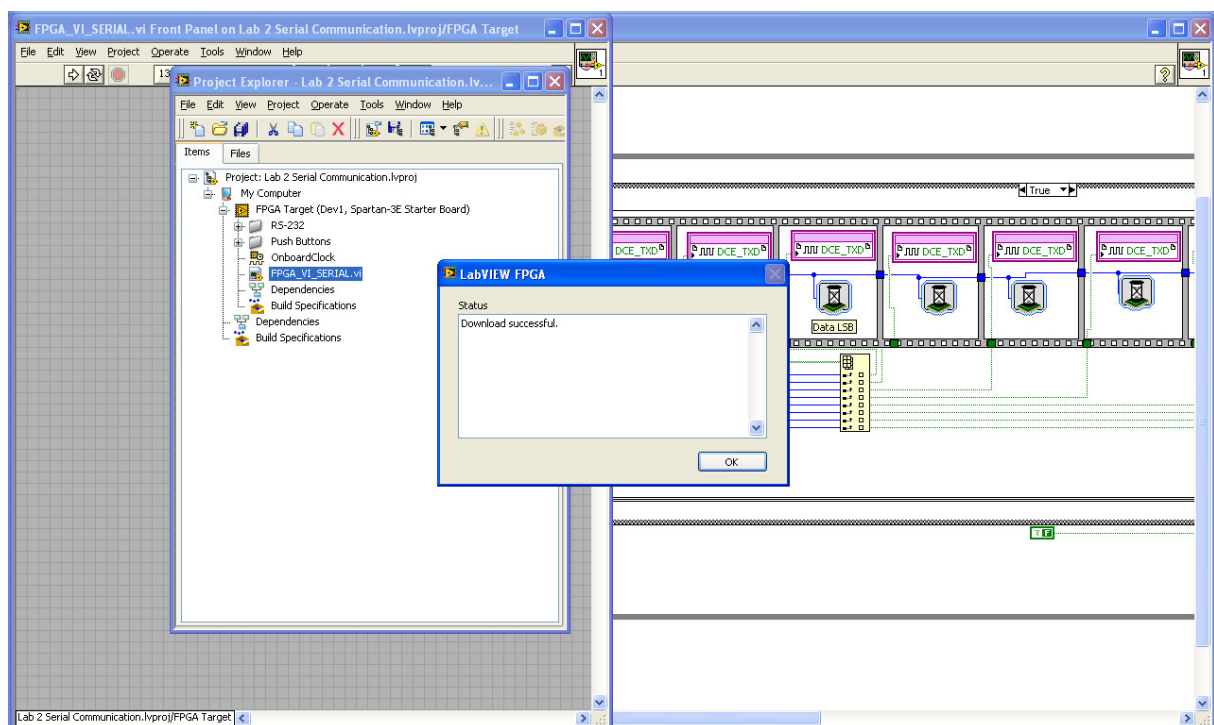 FPGA_VI_SERIAL.vi Front Panel on Lab 2 Serial Communication.lvproj/FPGA Target
File Edit View Project Operate Tools Window Help
13
1
1
Project Explorer - Lab 2 Serial Communication.lv...
File Edit View Project Operate Tools Window Help
Items Files
Project: Lab 2 Serial Communication.lvproj
My Computer
FPGA Target (Dev1, Spartan-3E Starter Board)
RS-232
Push Buttons
OnboardClock
FPGA_VI_SERIAL.vi
Dependencies
Build Specifications
Dependencies
Build Specifications
LabVIEW FPGA
Status
Download successful.
OK
?
True
DCE_TXD DCE_TXD DCE_TXD DCE_TXD DCE_TXD DCE_TXD
Data LSB
F
Lab 2 Serial Communication.lvproj/FPGA Target